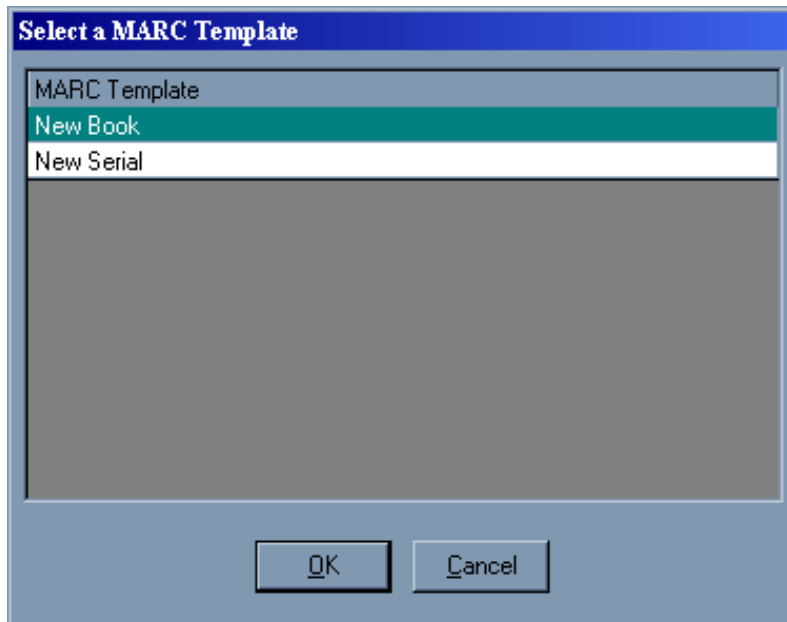 Select a MARC Template
MARC Template
New Book
New Serial
OK
Cancel